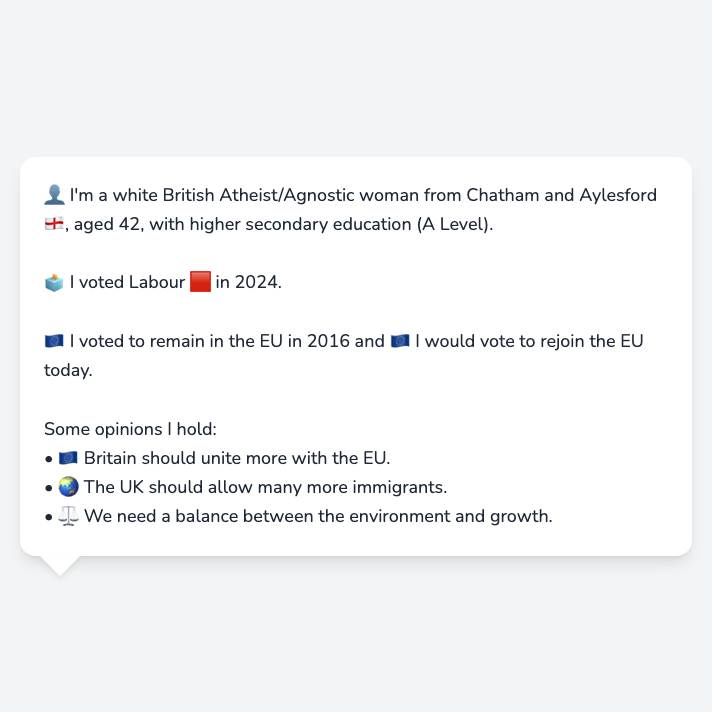 👤 I'm a white British Atheist/Agnostic woman from Chatham and Aylesford
🏴󠁧󠁢󠁥󠁮󠁧󠁿, aged 42, with higher secondary education (A Level).
🗳️ I voted Labour 🟥 in 2024.
🇪🇺 I voted to remain in the EU in 2016 and 🇪🇺 I would vote to rejoin the EU
today.
Some opinions I hold:
• 🇪🇺 Britain should unite more with the EU.
• 🌏 The UK should allow many more immigrants.
• ⚖️ We need a balance between the environment and growth.